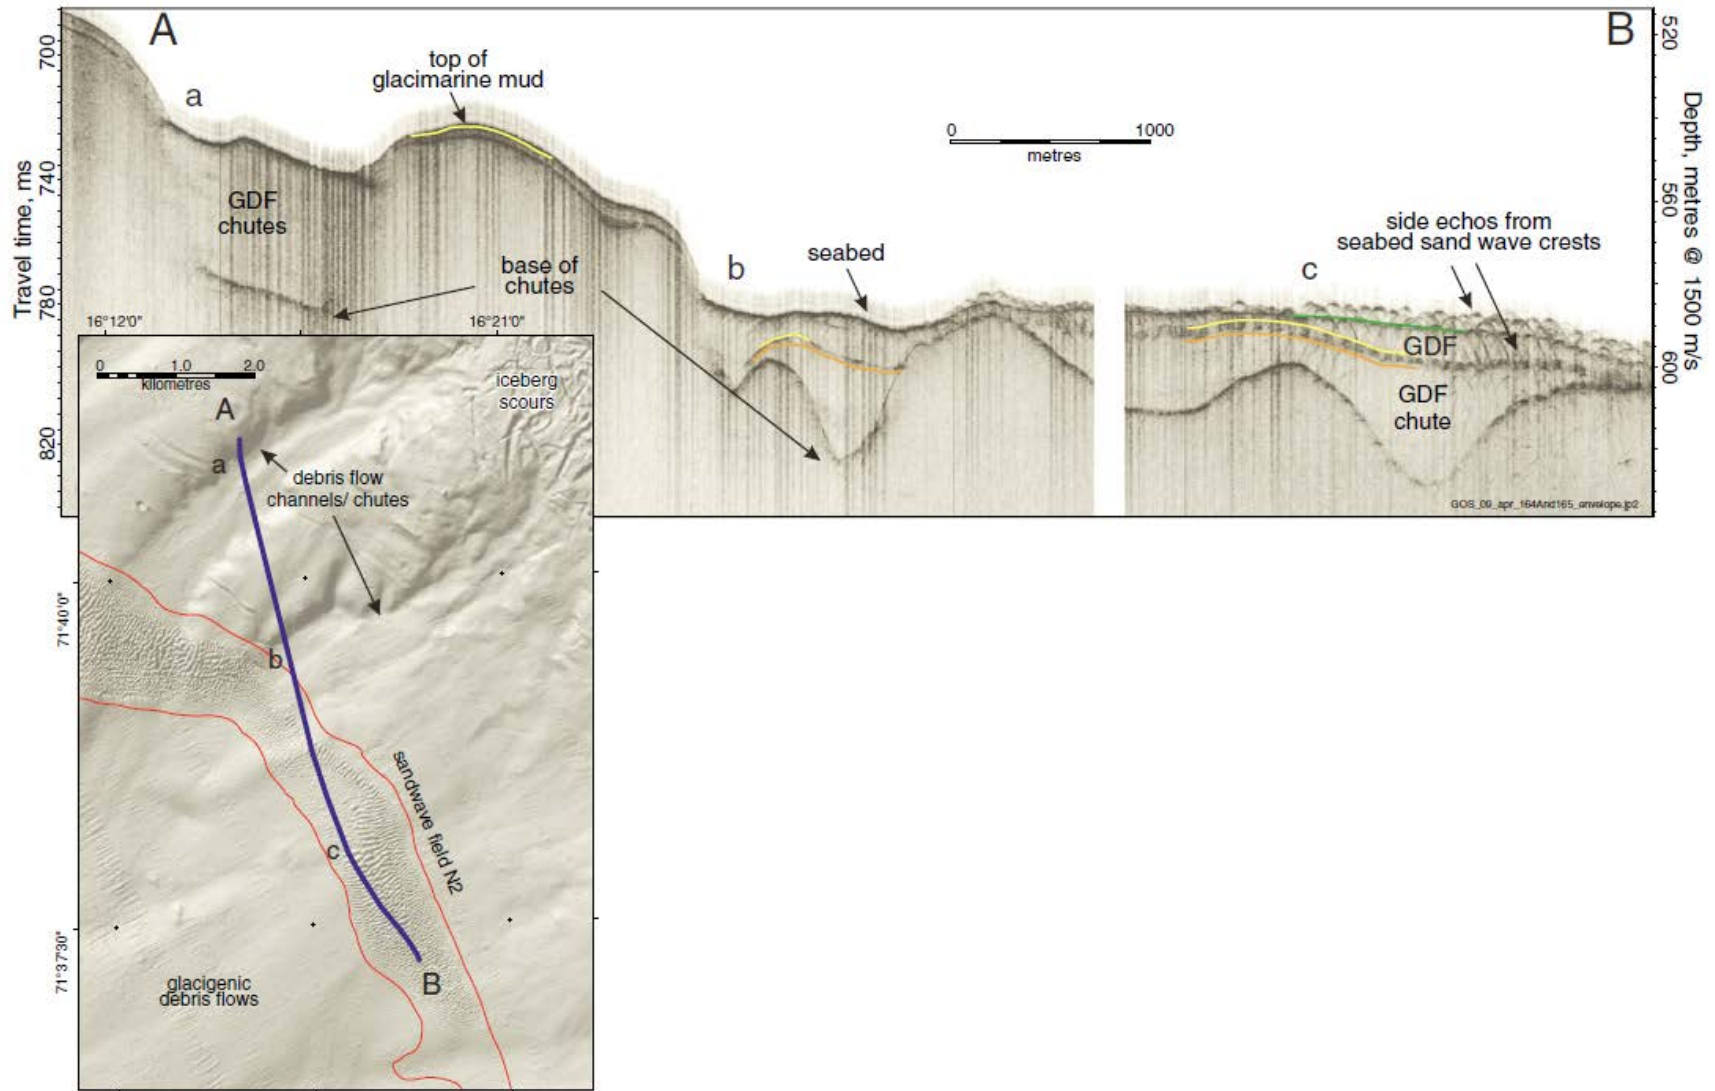 A
B
a
top of
glacimarine mud
0 1000
metres
GDF
chutes
base of
chutes
b
seabed
side echos from
seabed sand wave crests
c
GDF
GDF
chute
GOS_09_apr_164And165_envelope.jp2
Travel time, ms
700
740
780
820
Depth, metres @ 1500 m/s
520
560
600
16°12'0"
16°21'0"
0 1.0 2.0
kilometres
iceberg
scours
A
a
debris flow
channels/ chutes
71°40'0"
b
sandwave field N2
c
71°37'30"
B
glacigenic
debris flows